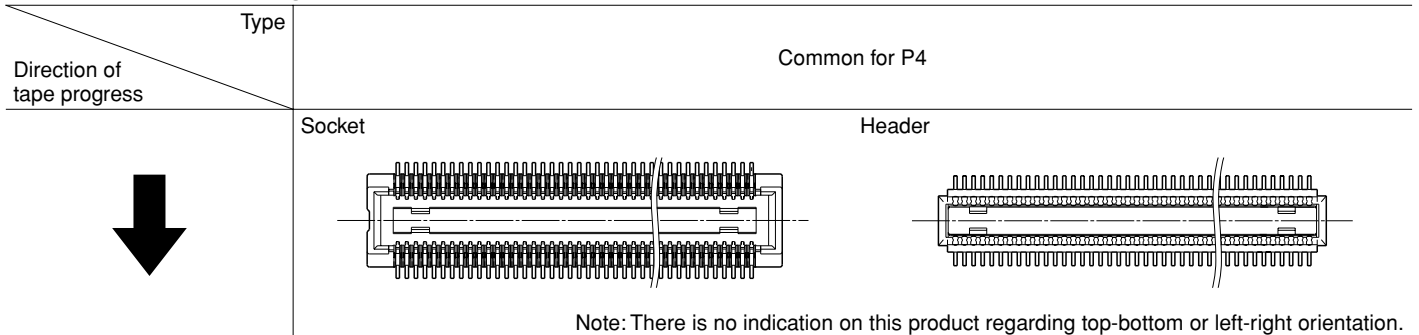 Type
Direction of
tape progress
Common for P4
Socket
Header
Note: There is no indication on this product regarding top-bottom or left-right orientation.